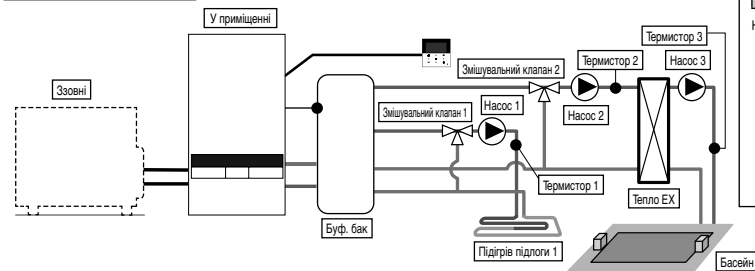 У приміщенні
Ззовні
Змішувальний клапан 2
Термистор 2
Термистор 3
Насос 3
Змішувальний клапан 1
Насос 1
Насос 2
Термистор 1
Тепло EX
Буф. бак
Підігрів підлоги 1
Басейн